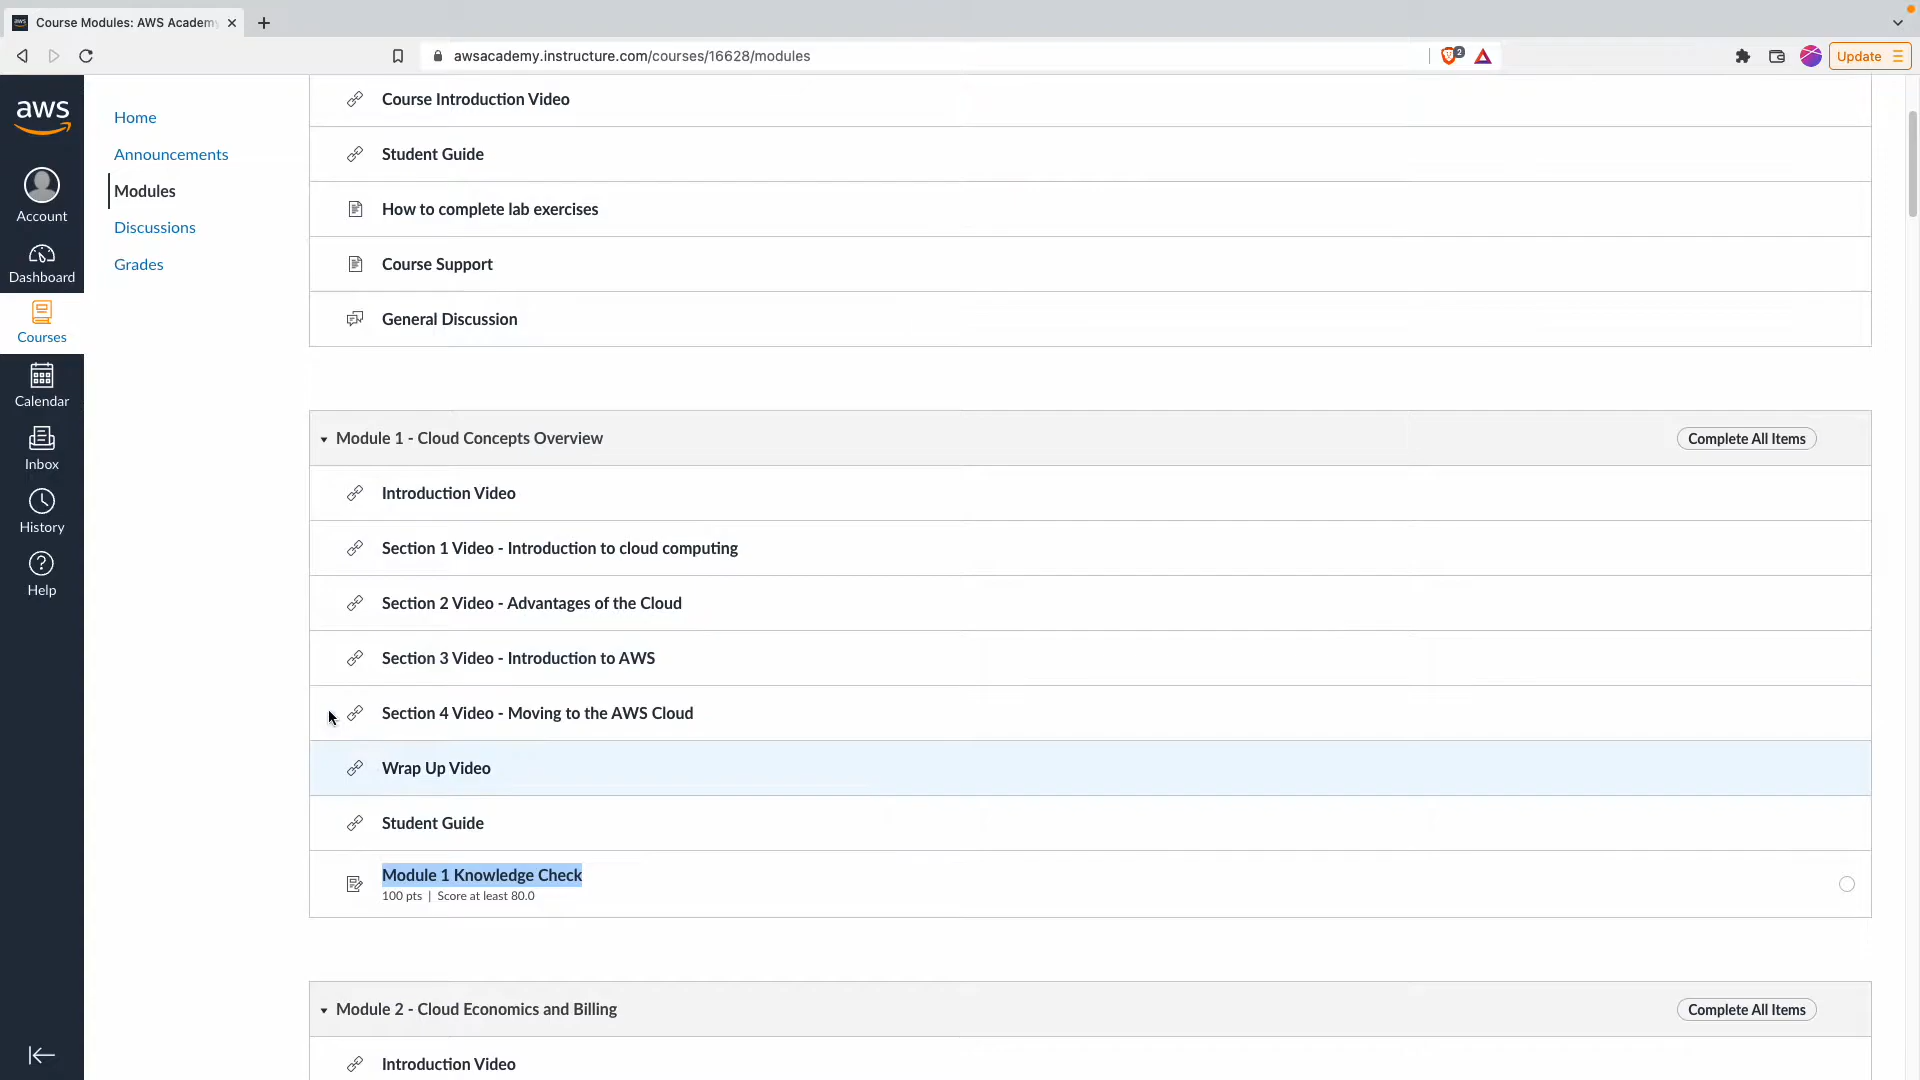 Course Modules: AWS Academy
awsacademy.instructure.com/courses/16628/modules
2
Update
aws
Account
Dashboard
Courses
Calendar
Inbox
History
Help
Home
Announcements
Modules
Discussions
Grades
Course Introduction Video
Student Guide
How to complete lab exercises
Course Support
General Discussion
Module 1 - Cloud Concepts Overview
Complete All Items
Introduction Video
Section 1 Video - Introduction to cloud computing
Section 2 Video - Advantages of the Cloud
Section 3 Video - Introduction to AWS
Section 4 Video - Moving to the AWS Cloud
Wrap Up Video
Student Guide
Module 1 Knowledge Check
100 pts | Score at least 80.0
Module 2 - Cloud Economics and Billing
Complete All Items
Introduction Video